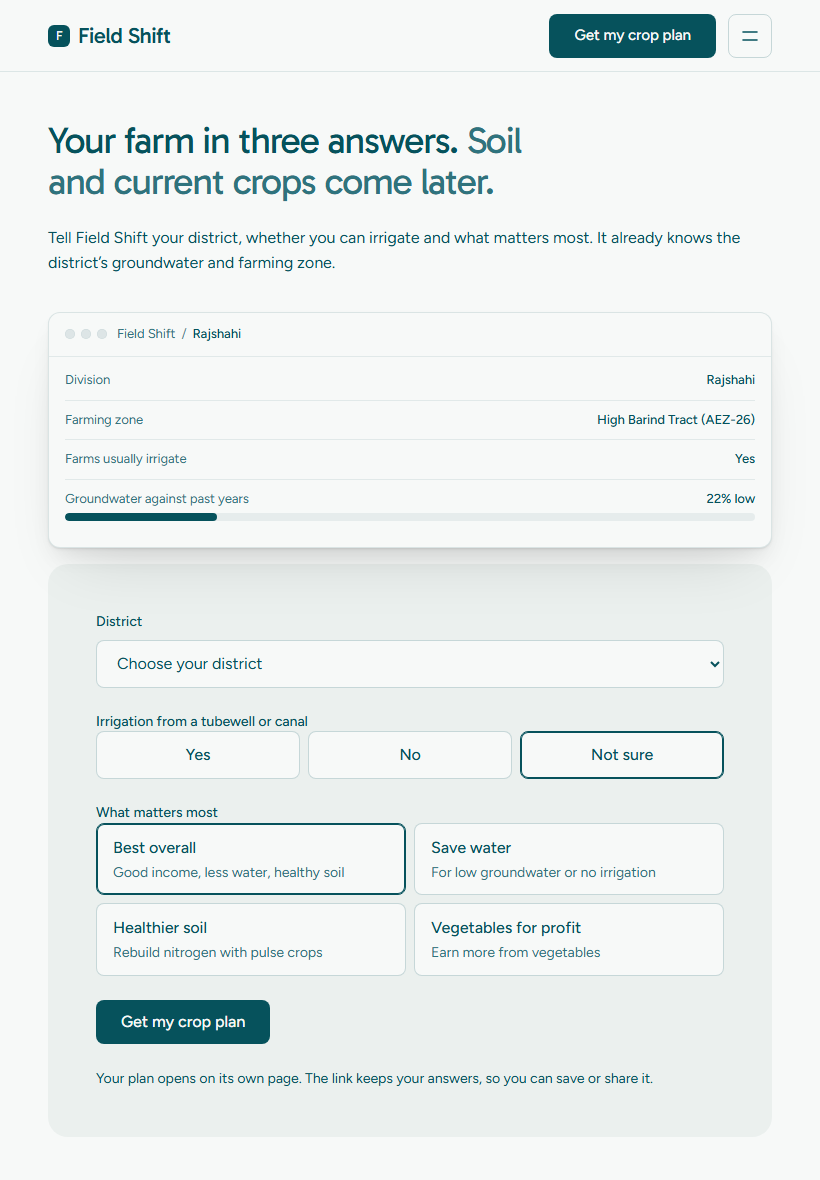 F Field Shift
Get my crop plan
Your farm in three answers. Soil
and current crops come later.
Tell Field Shift your district, whether you can irrigate and what matters most. It already knows the
district’s groundwater and farming zone.
Field Shift / Rajshahi
Division Rajshahi
Farming zone High Barind Tract (AEZ-26)
Farms usually irrigate Yes
Groundwater against past years 22% low
District
Choose your district
Irrigation from a tubewell or canal
Yes No Not sure
What matters most
Best overall
Good income, less water, healthy soil
Save water
For low groundwater or no irrigation
Healthier soil
Rebuild nitrogen with pulse crops
Vegetables for profit
Earn more from vegetables
Get my crop plan
Your plan opens on its own page. The link keeps your answers, so you can save or share it.